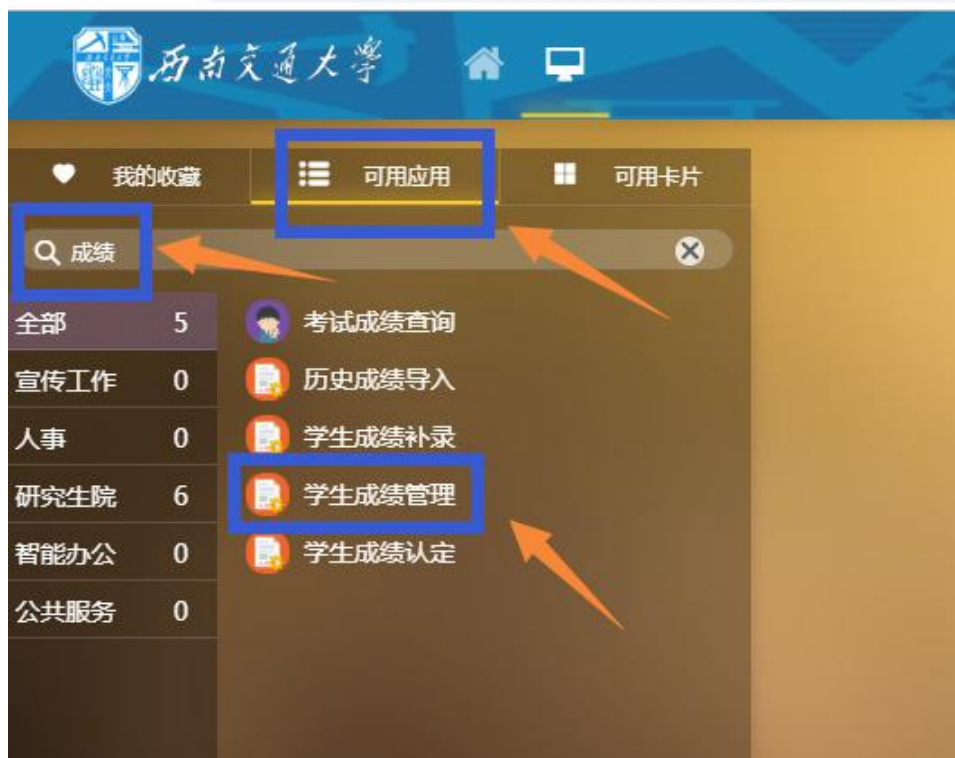 西南交通大学
我的收藏 可用应用 可用卡片
成绩
全部 5 考试成绩查询
宣传工作 0 历史成绩导入
人事 0 学生成绩补录
研究生院 6 学生成绩管理
智能办公 0 学生成绩认定
公共服务 0